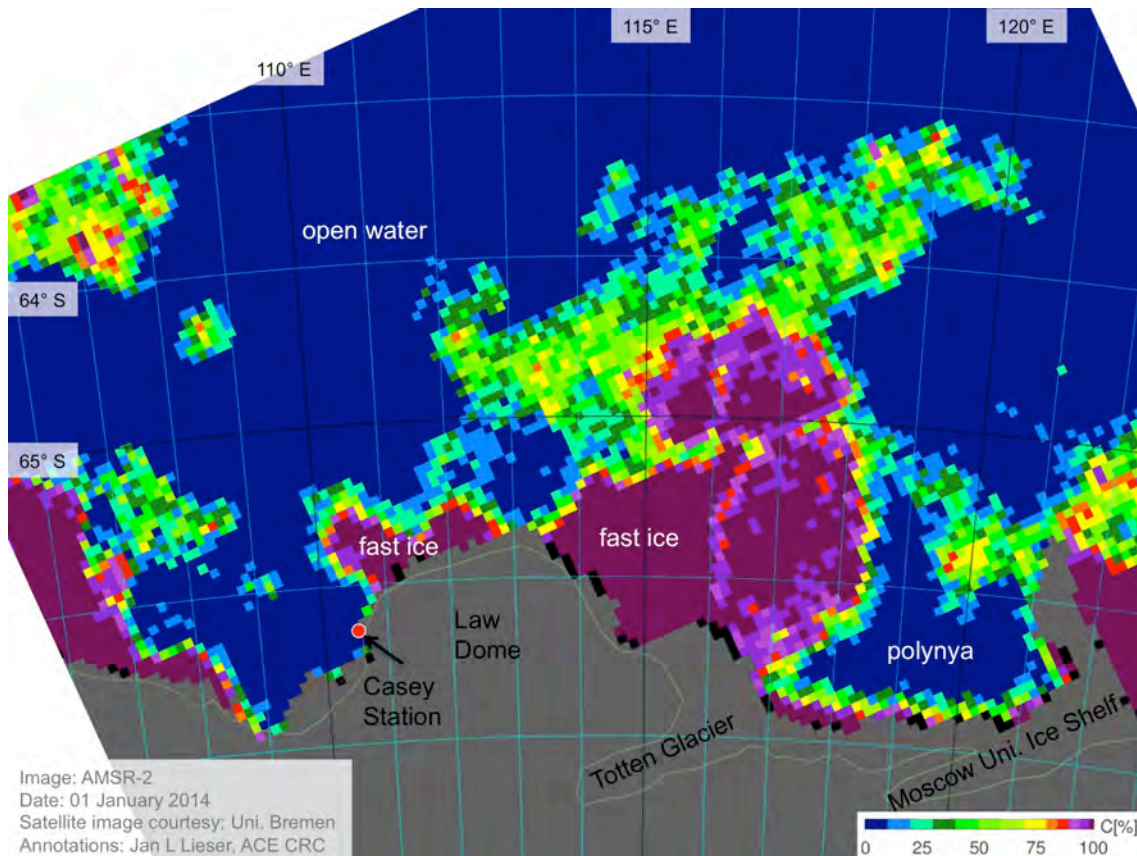 110° E
115° E
120° E
open water
64° S
65° S
fast ice
fast ice
Law
Dome
polynya
Casey
Station
Totten Glacier
Moscow Uni. Ice Shelf
Image: AMSR-2
Date: 01 January 2014
Satellite image courtesy: Uni. Bremen
Annotations: Jan L Lieser, ACE CRC
C[%]
0 25 50 75 100